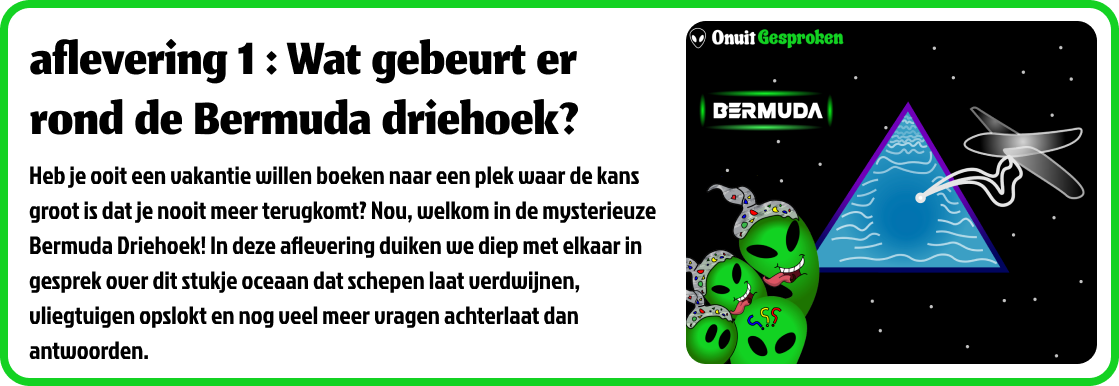 aflevering 1 : Wat gebeurt er
rond de Bermuda driehoek?
Heb je ooit een vakantie willen boeken naar een plek waar de kans
groot is dat je nooit meer terugkomt? Nou, welkom in de mysterieuze
Bermuda Driehoek! In deze aflevering duiken we diep met elkaar in
gesprek over dit stukje oceaan dat schepen laat verdwijnen,
vliegtuigen opslokt en nog veel meer vragen achterlaat dan
antwoorden.
Onuit Gesproken
BERMUDA